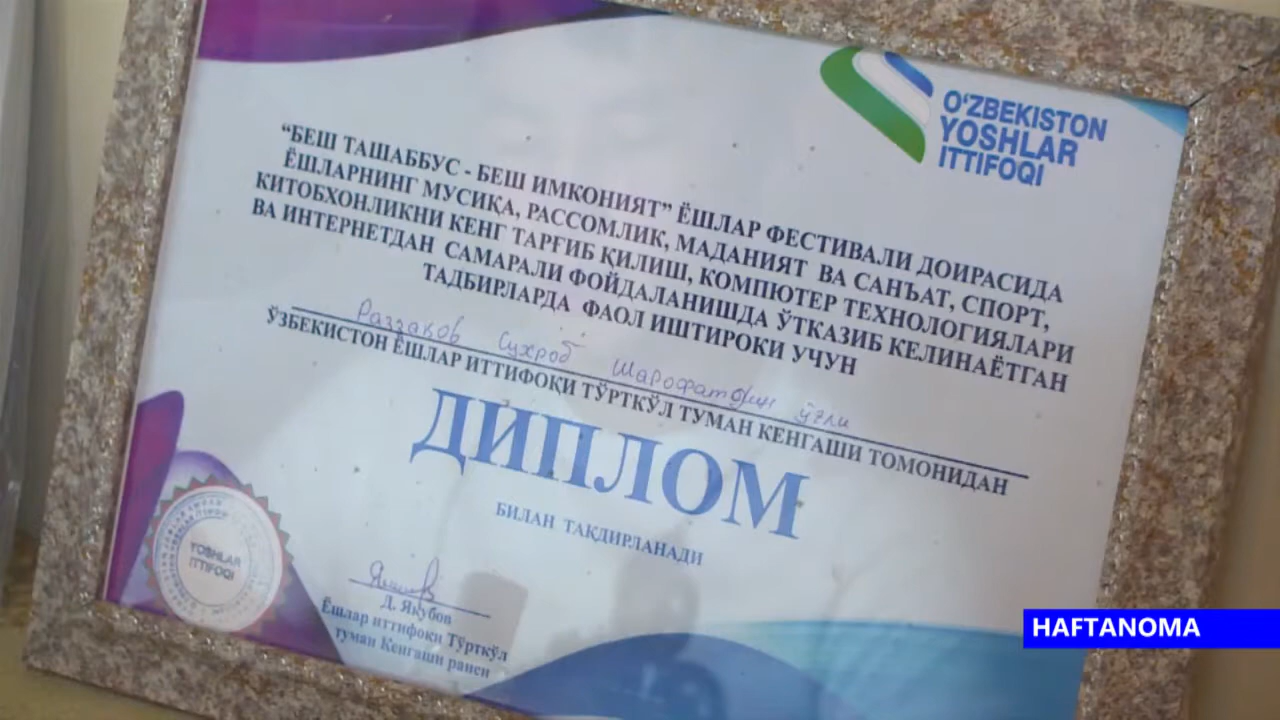 O‘ZBEKISTON
YOSHLAR
ITTIFOQI
“БЕШ ТАШАББУС - БЕШ ИМКОНИЯТ” ЁШЛАР ФЕСТИВАЛИ ДОИРАСИДА
ЁШЛАРНИНГ МУСИҚА, РАССОМЛИК, МАДАНИЯТ ВА САНЪАТ, СПОРТ,
КИТОБХОНЛИКНИ КЕНГ ТАРҒИБ ҚИЛИШ, КОМПЮТЕР ТЕХНОЛОГИЯЛАРИ
ВА ИНТЕРНЕТДАН САМАРАЛИ ФОЙДАЛАНИШДА ЎТКАЗИБ КЕЛИНАЁТГАН
ТАДБИРЛАРДА ФАОЛ ИШТИРОКИ УЧУН
Раззаков Сухроб Шарофатдин ўғли
ЎЗБЕКИСТОН ЁШЛАР ИТТИФОҚИ ТЎРТКЎЛ ТУМАН КЕНГАШИ ТОМОНИДАН
ДИПЛОМ
БИЛАН ТАҚДИРЛАНАДИ
YOSHLAR
ITTIFOQI
Д. Якубов
Ёшлар иттифоқи Тўрткўл
туман Кенгаши раиси
HAFTANOMA